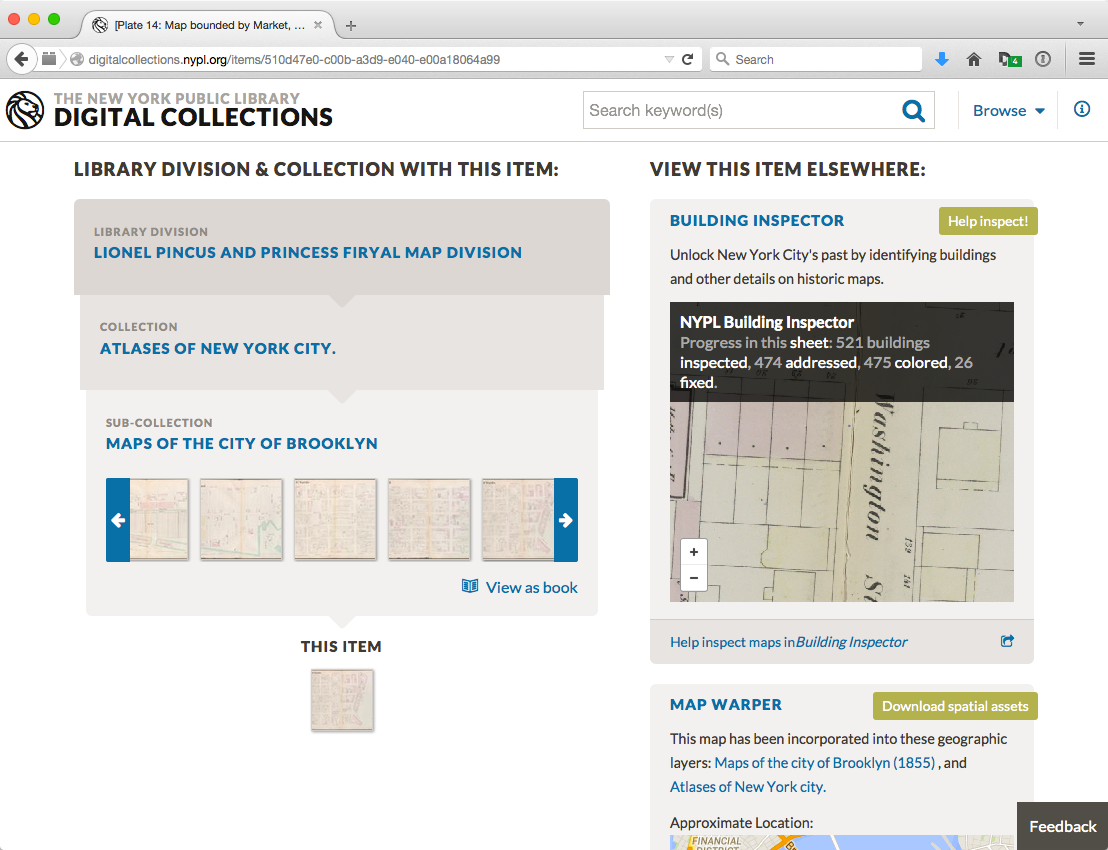 [Plate 14: Map bounded by Market, ...
digitalcollections.nypl.org/items/510d47e0-c00b-a3d9-e040-e00a18064a99
Search
4
THE NEW YORK PUBLIC LIBRARY
DIGITAL COLLECTIONS
Search keyword(s)
Browse
LIBRARY DIVISION & COLLECTION WITH THIS ITEM:
LIBRARY DIVISION
LIONEL PINCUS AND PRINCESS FIRYAL MAP DIVISION
COLLECTION
ATLASES OF NEW YORK CITY.
SUB-COLLECTION
MAPS OF THE CITY OF BROOKLYN
View as book
THIS ITEM
VIEW THIS ITEM ELSEWHERE:
BUILDING INSPECTOR
Help inspect!
Unlock New York City's past by identifying buildings
and other details on historic maps.
NYPL Building Inspector
Progress in this sheet: 521 buildings
inspected, 474 addressed, 475 colored, 26
fixed.
Washington St
139
141
+
−
Help inspect maps in Building Inspector
MAP WARPER
Download spatial assets
This map has been incorporated into these geographic
layers: Maps of the city of Brooklyn (1855) , and
Atlases of New York city.
Approximate Location:
FINANCIAL
Feedback